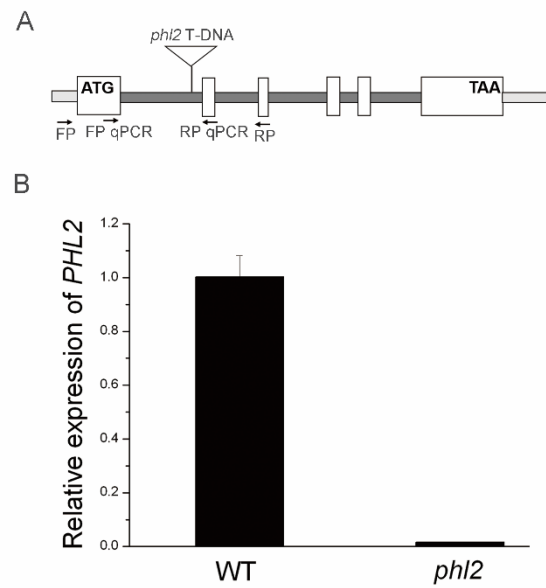 A
phl2 T-DNA
ATG
TAA
FP
FP qPCR
RP qPCR
RP
B
Relative expression of PHL2
1.2
1.0
0.8
0.6
0.4
0.2
0.0
WT
phl2